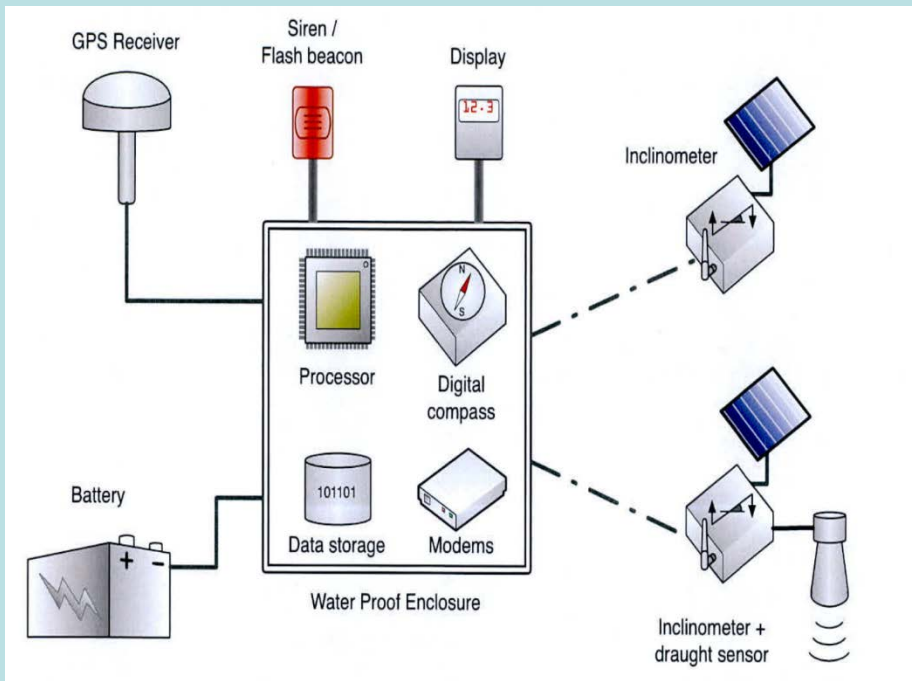 GPS Receiver
Siren /
Flash beacon
Display
12.3
Inclinometer
N
S
Processor
Digital
compass
Battery
+ -
101101
Data storage
Modems
Water Proof Enclosure
Inclinometer +
draught sensor